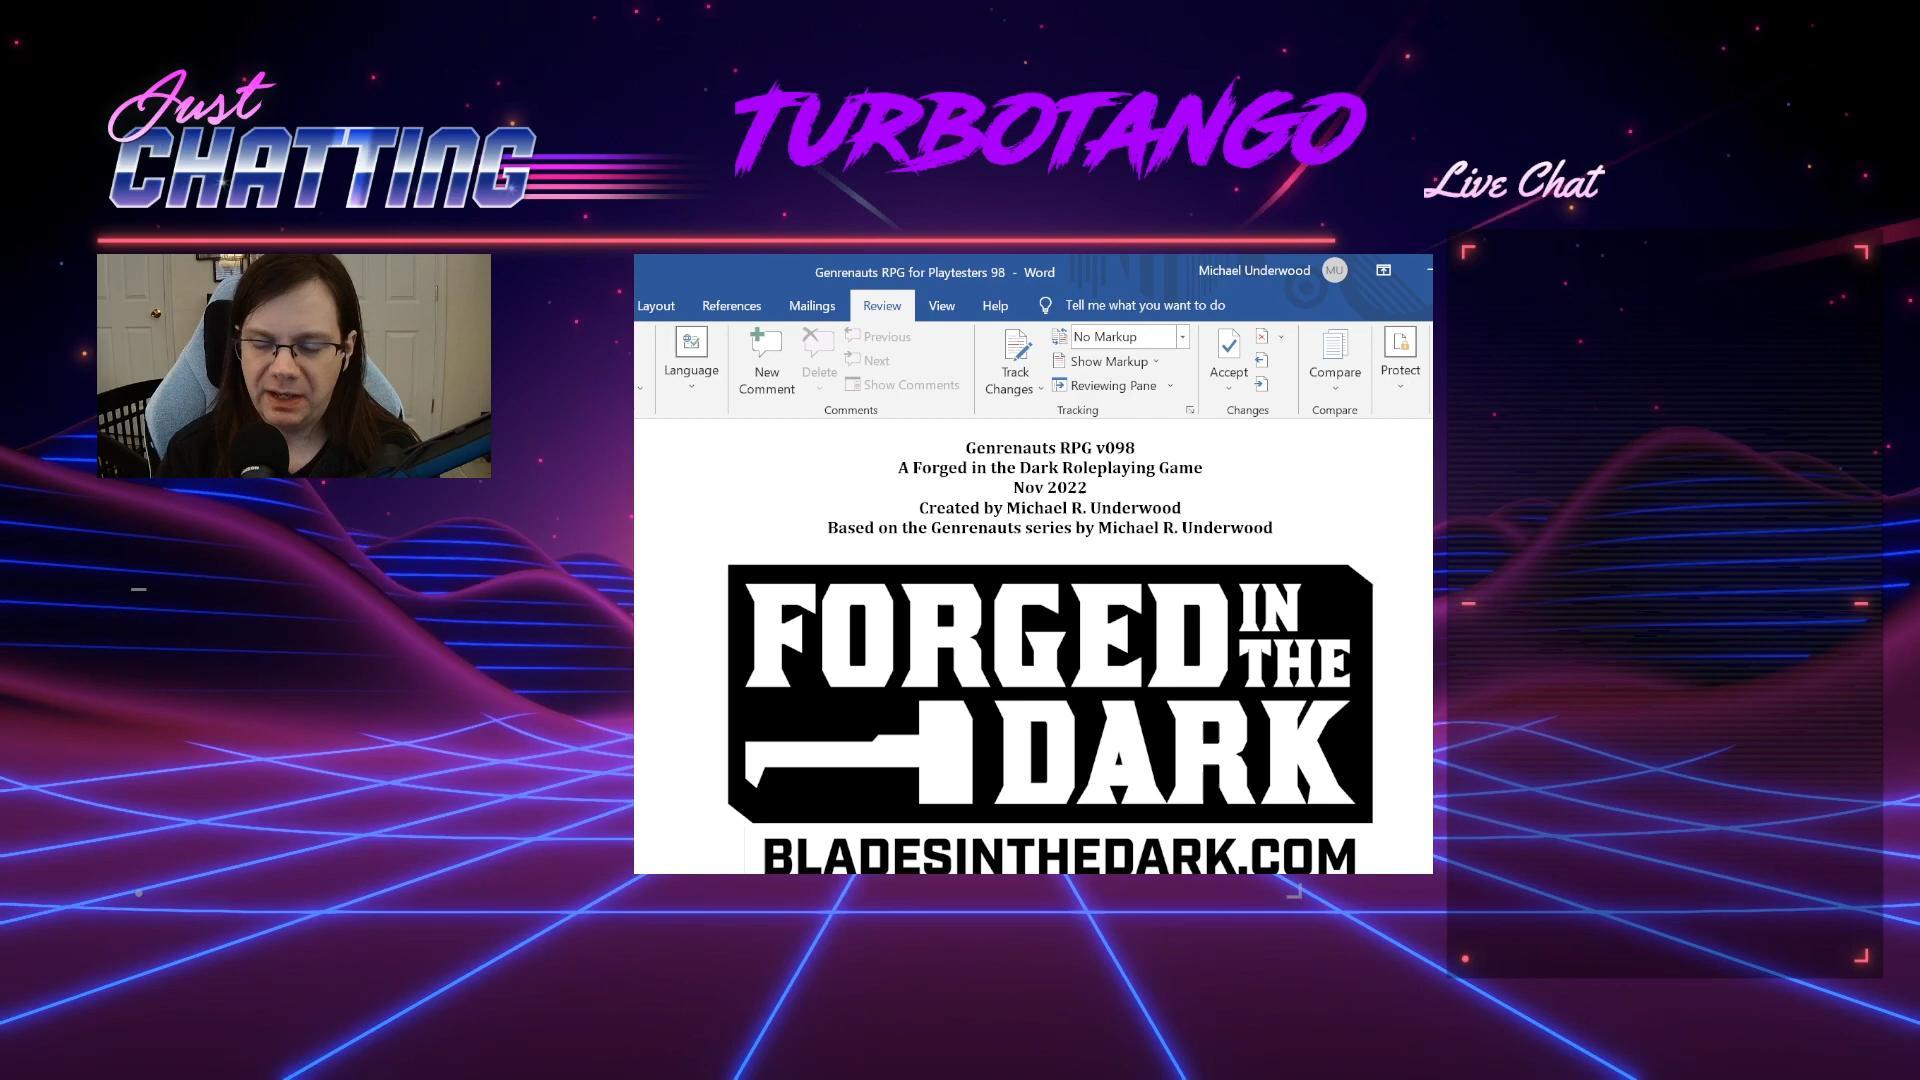 Just
CHATTING
TURBOTANGO
Live Chat
Genrenauts RPG for Playtesters 98 - Word
Michael Underwood MU
Layout References Mailings Review View Help Tell me what you want to do
Language
New
Comment
Delete
Previous
Next
Show Comments
Comments
Track
Changes
No Markup
Show Markup
Reviewing Pane
Tracking
Accept
Changes
Compare
Compare
Protect
Genrenauts RPG v098
A Forged in the Dark Roleplaying Game
Nov 2022
Created by Michael R. Underwood
Based on the Genrenauts series by Michael R. Underwood
FORGED IN THE
DARK
BLADESINTHEDARK.COM